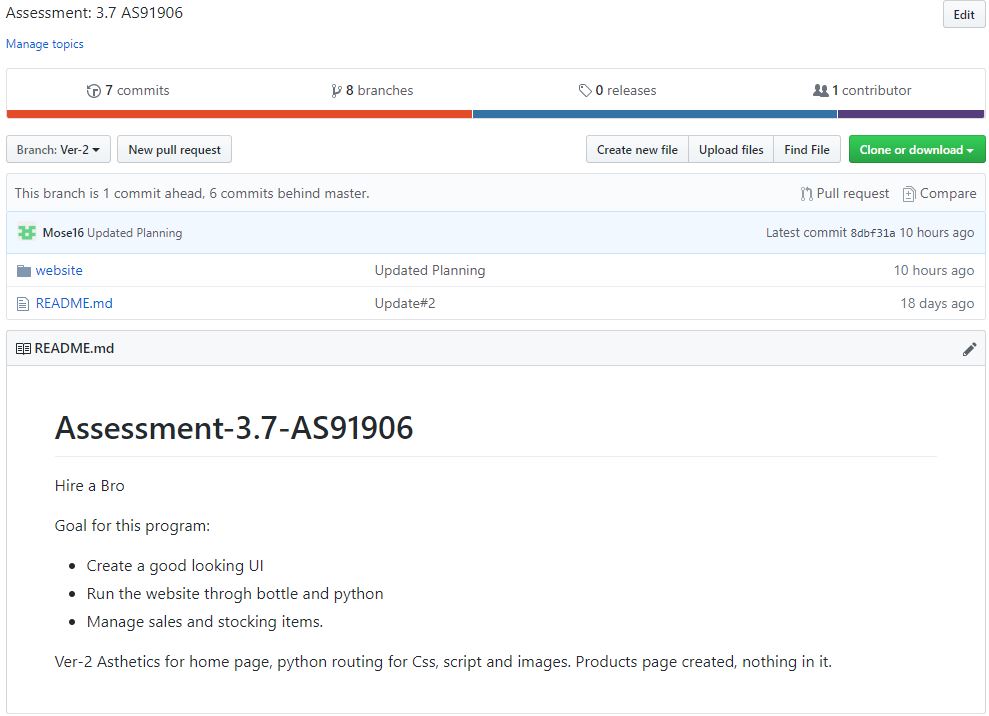 Assessment: 3.7 AS91906 Edit
Manage topics
7 commits 8 branches 0 releases 1 contributor
Branch: Ver-2 New pull request Create new file Upload files Find File Clone or download
This branch is 1 commit ahead, 6 commits behind master. Pull request Compare
Mose16 Updated Planning Latest commit 8dbf31a 10 hours ago
website Updated Planning 10 hours ago
README.md Update#2 18 days ago
README.md
Assessment-3.7-AS91906
Hire a Bro
Goal for this program:
• Create a good looking UI
• Run the website throgh bottle and python
• Manage sales and stocking items.
Ver-2 Asthetics for home page, python routing for Css, script and images. Products page created, nothing in it.